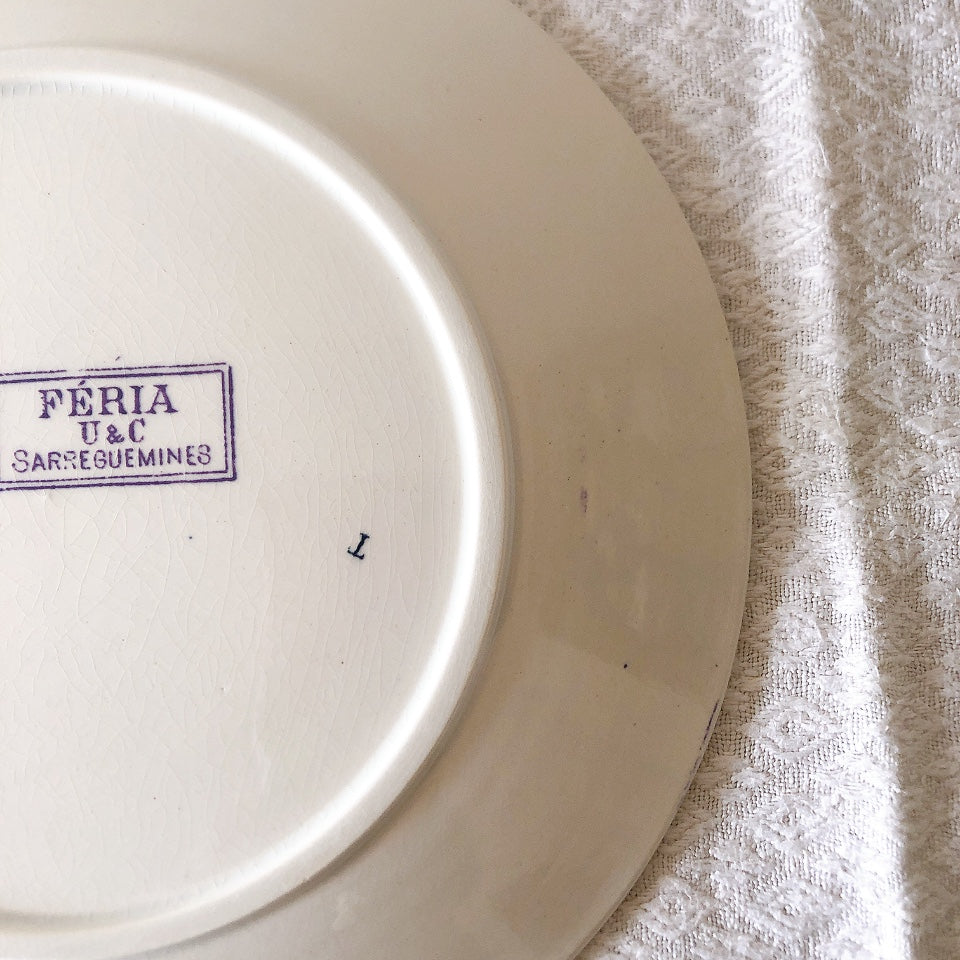 FÉRIA
U & C
SARREGUEMINES
T